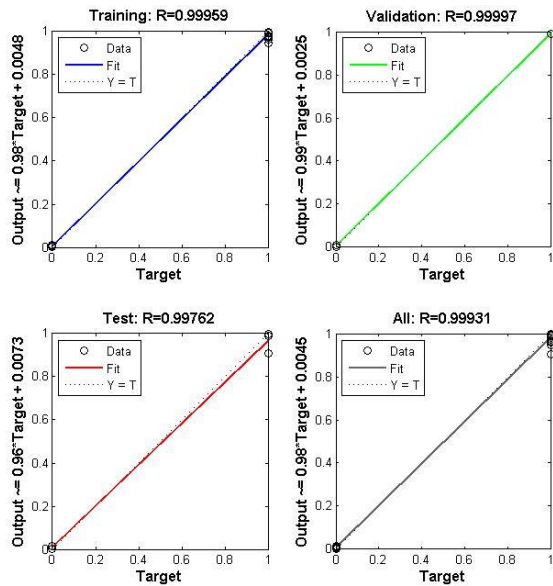 Training: R=0.99959
Output ~= 0.98*Target + 0.0048
1
0.8
0.6
0.4
0.2
0
Data
Fit
Y = T
0
0.2
0.4
0.6
0.8
1
Target
Validation: R=0.99997
Output ~= 0.99*Target + 0.0025
1
0.8
0.6
0.4
0.2
0
Data
Fit
Y = T
0
0.2
0.4
0.6
0.8
1
Target
Test: R=0.99762
Output ~= 0.96*Target + 0.0073
1
0.8
0.6
0.4
0.2
0
Data
Fit
Y = T
0
0.2
0.4
0.6
0.8
1
Target
All: R=0.99931
Output ~= 0.98*Target + 0.0045
1
0.8
0.6
0.4
0.2
0
Data
Fit
Y = T
0
0.2
0.4
0.6
0.8
1
Target